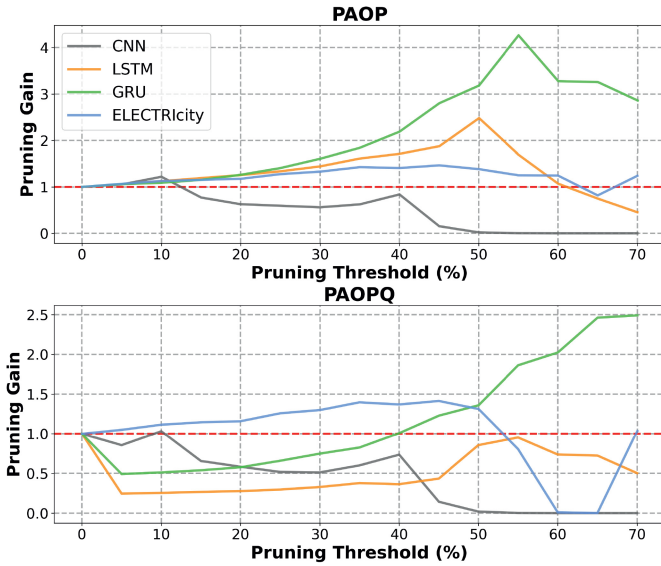 PAOP
Pruning Gain
4
3
2
1
0
CNN
LSTM
GRU
ELECTRIcity
0 10 20 30 40 50 60 70
Pruning Threshold (%)
PAOPQ
Pruning Gain
2.5
2.0
1.5
1.0
0.5
0.0
0 10 20 30 40 50 60 70
Pruning Threshold (%)